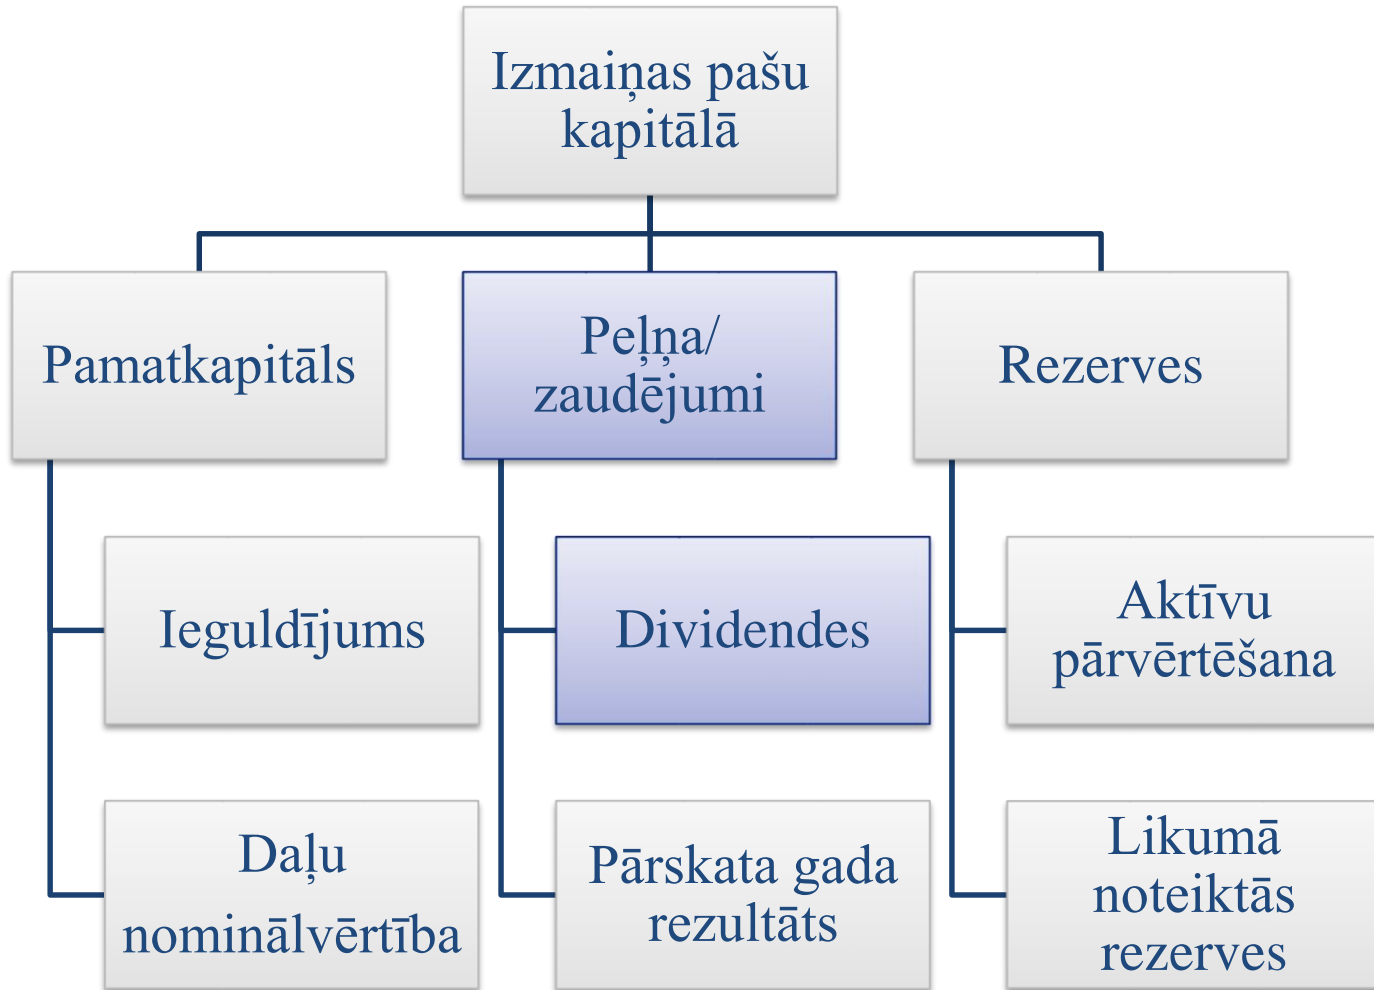 Izmaiņas pašu
kapitālā
Pamatkapitāls
Peļņa/
zaudējumi
Rezerves
Ieguldījums
Dividendes
Aktīvu
pārvērtēšana
Daļu
nominālvērtība
Pārskata gada
rezultāts
Likumā
noteiktās
rezerves